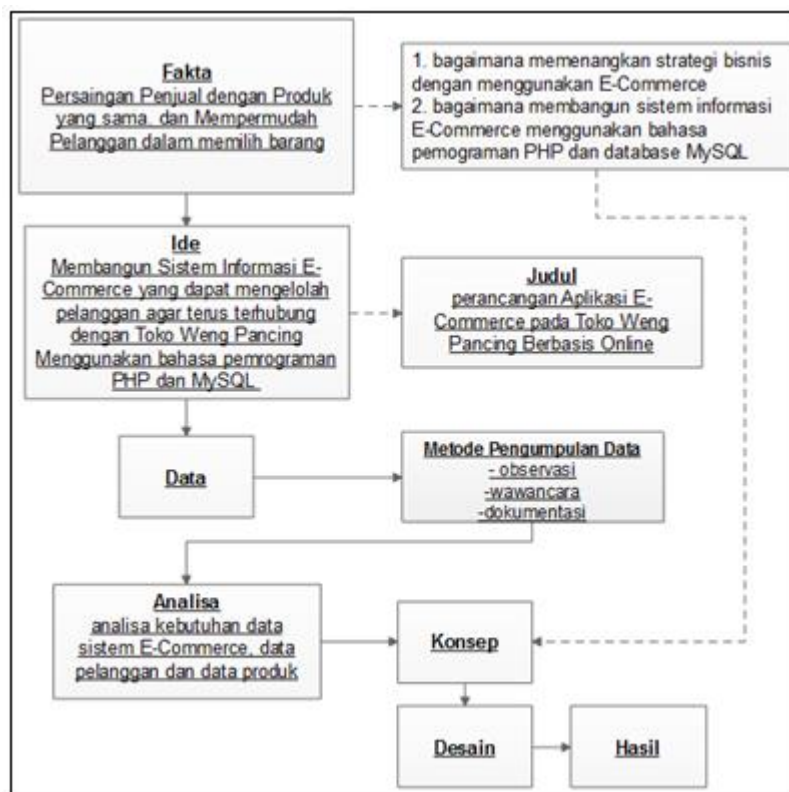 Fakta
Persaingan Penjual dengan Produk
yang sama. dan Mempermudah
Pelanggan dalam memilih barang
1. bagaimana memenangkan strategi bisnis
dengan menggunakan E-Commerce
2. bagaimana membangun sistem informasi
E-Commerce menggunakan bahasa
pemograman PHP dan database MySQL
Ide
Membangun Sistem Informasi E-
Commerce yang dapat mengelolah
pelanggan agar terus terhubung
dengan Toko Weng Pancing
Menggunakan bahasa pemrograman
PHP dan MySQL
Judul
perancangan Aplikasi E-
Commerce pada Toko Weng
Pancing Berbasis Online
Data
Metode Pengumpulan Data
- observasi
-wawancara
-dokumentasi
Analisa
analisa kebutuhan data
sistem E-Commerce, data
pelanggan dan data produk
Konsep
Desain
Hasil